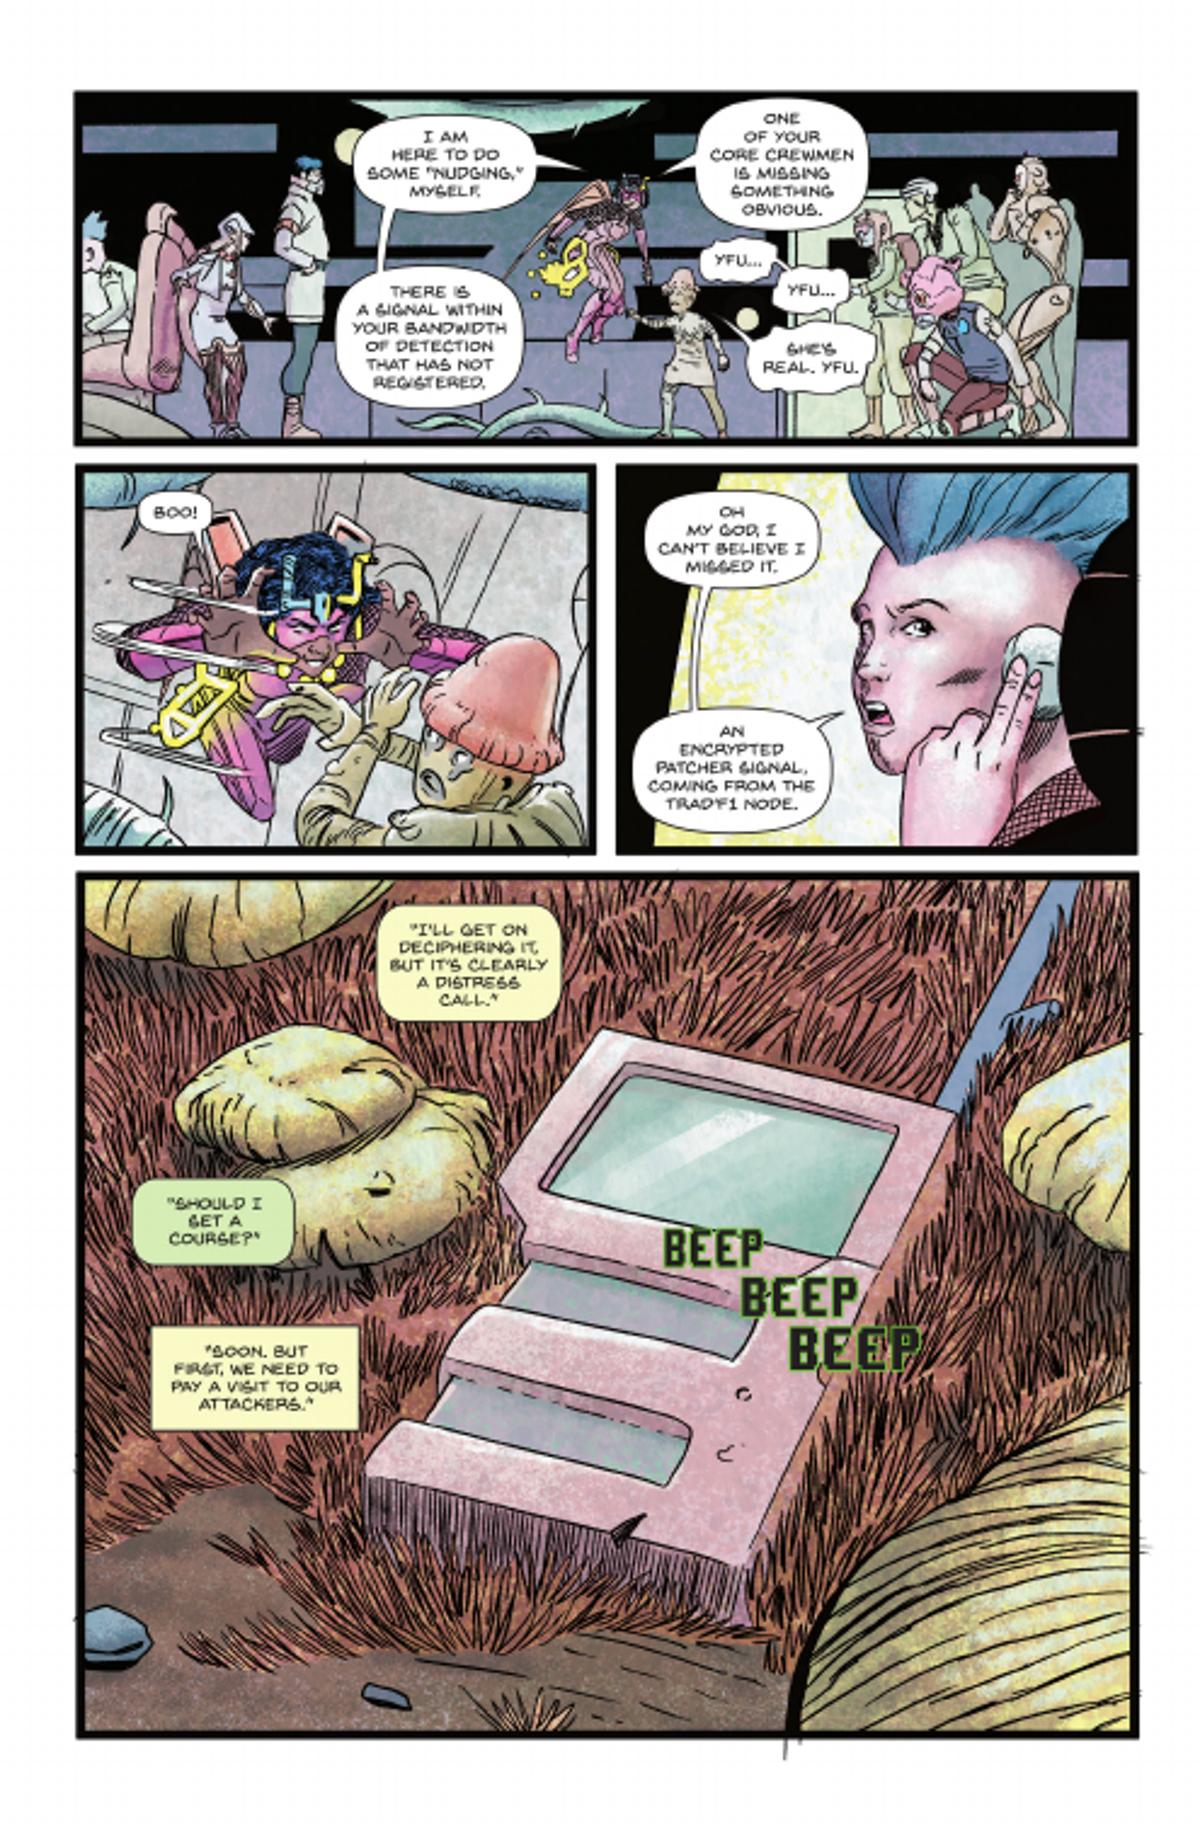 I AM
HERE TO DO
SOME "NUDGING,"
MYSELF.
THERE IS
A SIGNAL WITHIN
YOUR BANDWIDTH
OF DETECTION
THAT HAS NOT
REGISTERED.
ONE
OF YOUR
CORE CREWMEN
IS MISSING
SOMETHING
OBVIOUS.
YFU...
YFU...
SHE'S
REAL. YFU.
BOO!
OH
MY GOD, I
CAN'T BELIEVE I
MISSED IT.
AN
ENCRYPTED
PATCHER SIGNAL,
COMING FROM THE
TRAD'F1 NODE.
"I'LL GET ON
DECIPHERING IT,
BUT IT'S CLEARLY
A DISTRESS
CALL."
"SHOULD I
SET A
COURSE?"
BEEP
BEEP
BEEP
"SOON. BUT
FIRST, WE NEED TO
PAY A VISIT TO OUR
ATTACKERS."